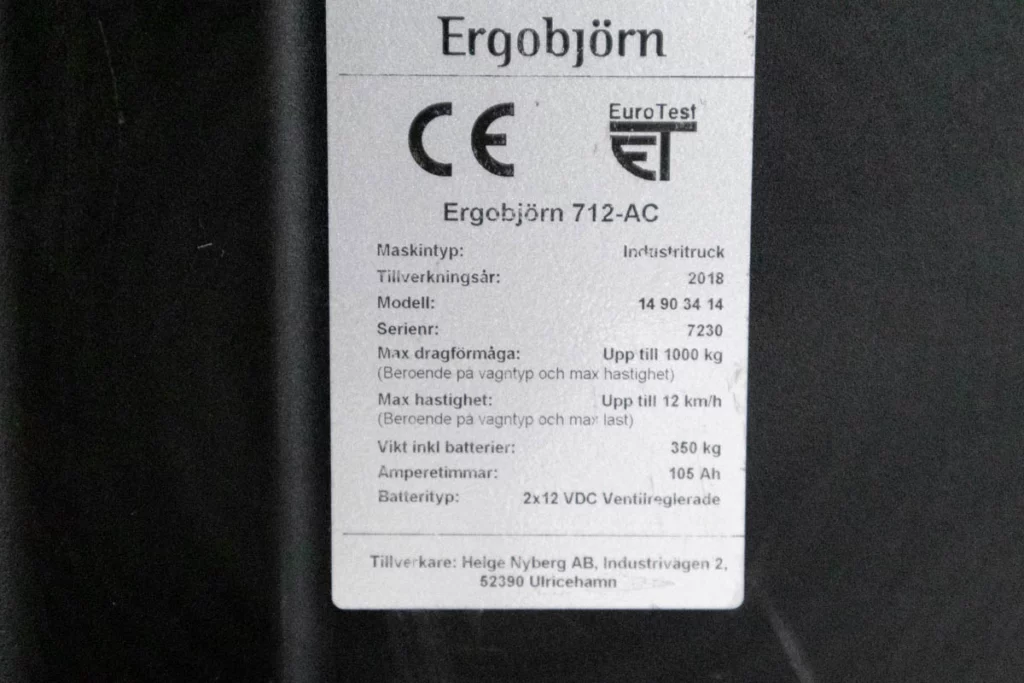 Ergobjörn
CE
EuroTest
ET
Ergobjörn 712-AC
Maskintyp: Industritruck
Tillverkningsår: 2018
Modell: 14 90 34 14
Serienr: 7230
Max dragförmåga: Upp till 1000 kg
(Beroende på vagntyp och max hastighet)
Max hastighet: Upp till 12 km/h
(Beroende på vagntyp och max last)
Vikt inkl batterier: 350 kg
Amperetimmar: 105 Ah
Batterityp: 2x12 VDC Ventilreglerade
Tillverkare: Helge Nyberg AB, Industrivägen 2,
52390 Ulricehamn